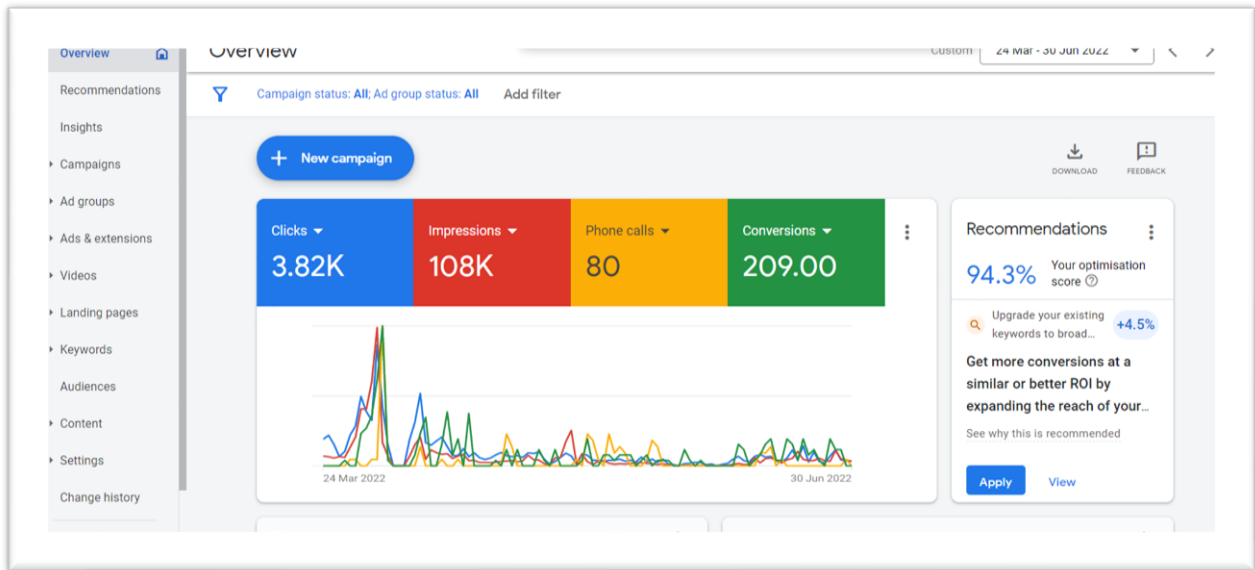 Overview
Overview
Custom 24 Mar - 30 Jun 2022
Recommendations
Insights
Campaigns
Ad groups
Ads & extensions
Videos
Landing pages
Keywords
Audiences
Content
Settings
Change history
Campaign status: All; Ad group status: All Add filter
+ New campaign
DOWNLOAD FEEDBACK
Clicks Impressions Phone calls Conversions
3.82K 108K 80 209.00
24 Mar 2022 30 Jun 2022
Recommendations
94.3% Your optimisation
score
Upgrade your existing
keywords to broad... +4.5%
Get more conversions at a
similar or better ROI by
expanding the reach of your...
See why this is recommended
Apply View